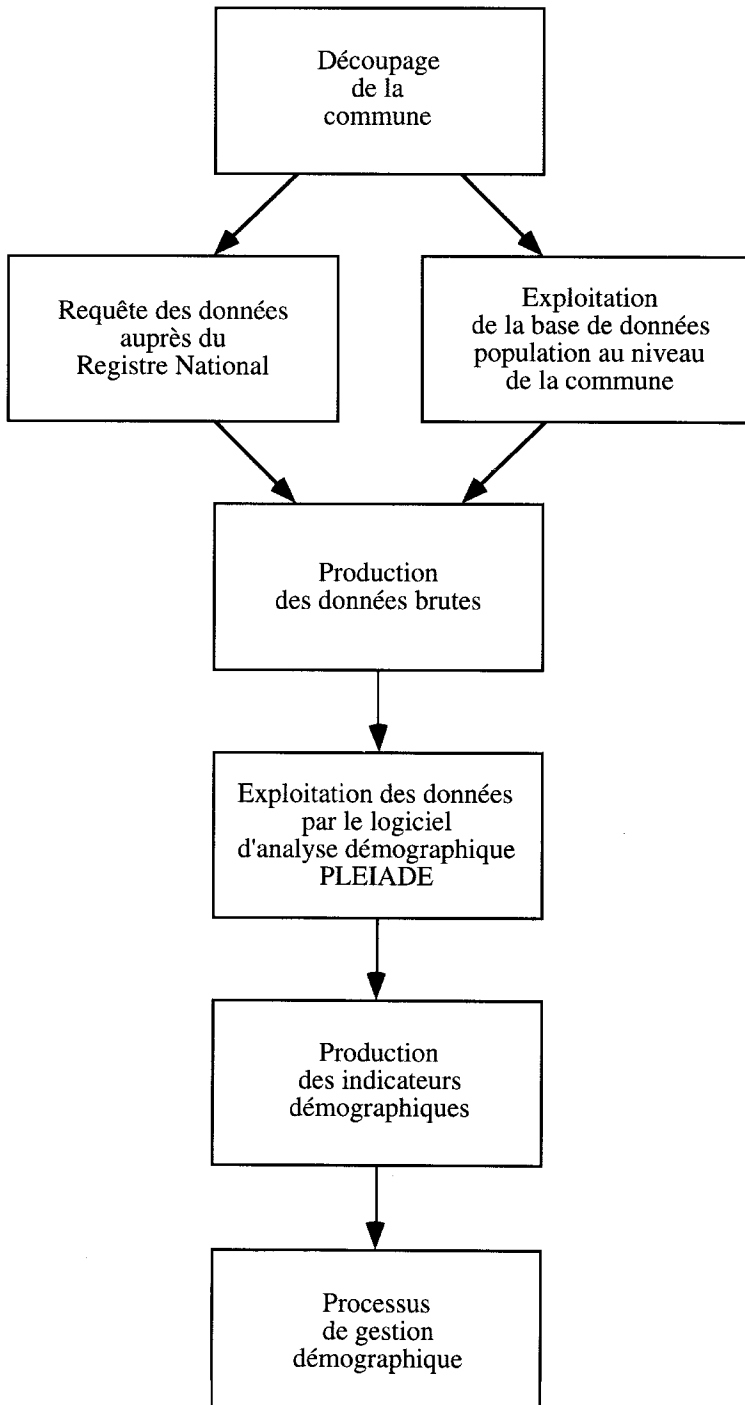 Découpage
de la
commune
Requête des données
auprès du
Registre National
Exploitation
de la base de données
population au niveau
de la commune
Production
des données brutes
Exploitation des données
par le logiciel
d'analyse démographique
PLEIADE
Production
des indicateurs
démographiques
Processus
de gestion
démographique